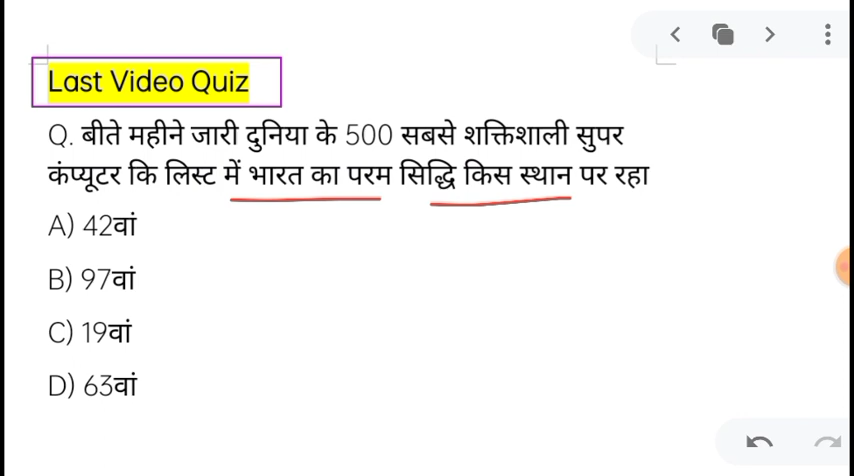 Last Video Quiz
Q. बीते महीने जारी दुनिया के 500 सबसे शक्तिशाली सुपर
कंप्यूटर कि लिस्ट में भारत का परम सिद्धि किस स्थान पर रहा
A) 42वां
B) 97वां
C) 19वां
D) 63वां